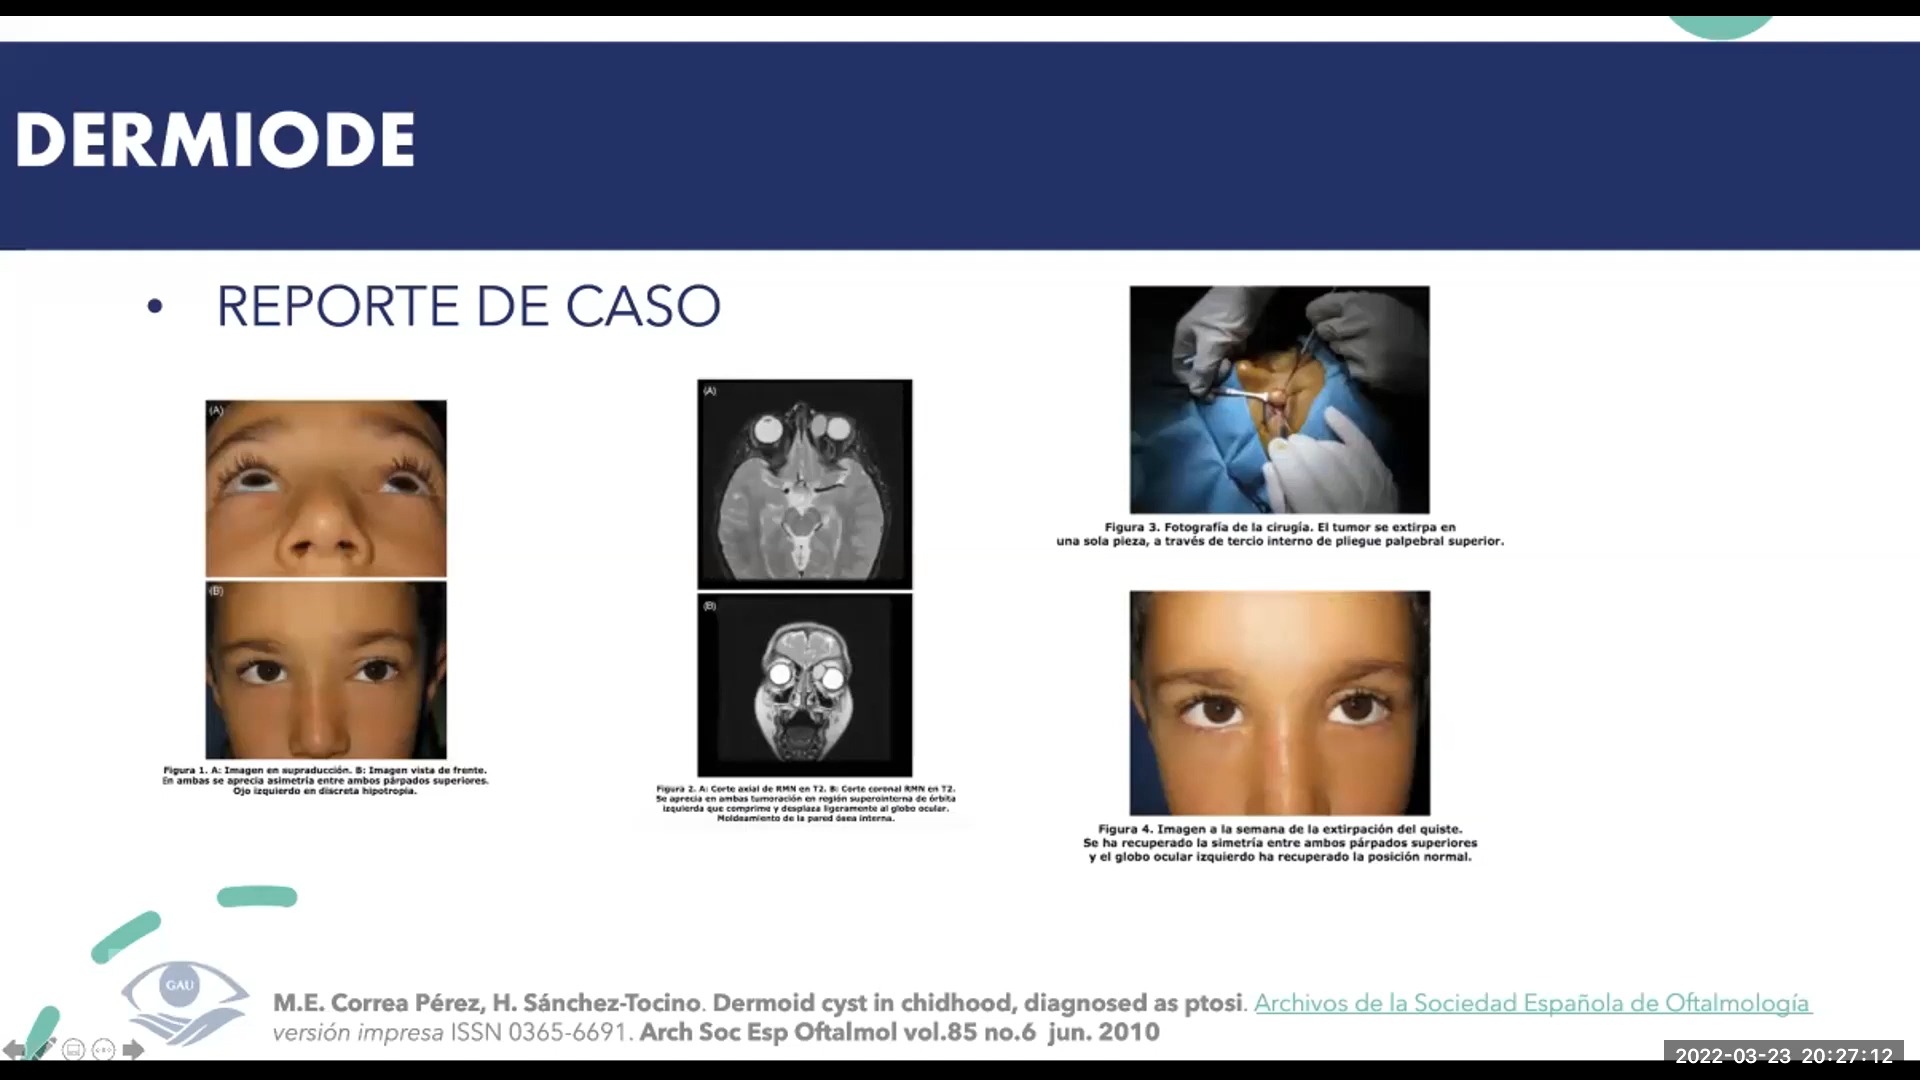 DERMIODE
• REPORTE DE CASO
(A)
(B)
Figura 1. A: Imagen en supraducción. B: Imagen vista de frente.
En ambas se aprecia asimetría entre ambos párpados superiores.
Ojo izquierdo en discreta hipotropia.
(A)
(B)
Figura 2. A: Corte axial de RMN en T2. B: Corte coronal RMN en T2.
Se aprecia en ambas tumoración en región superointerna de órbita
izquierda que comprime y desplaza ligeramente al globo ocular.
Moldeamiento de la pared ósea interna.
Figura 3. Fotografía de la cirugía. El tumor se extirpa en
una sola pieza, a través de tercio interno de pliegue palpebral superior.
Figura 4. Imagen a la semana de la extirpación del quiste.
Se ha recuperado la simetría entre ambos párpados superiores
y el globo ocular izquierdo ha recuperado la posición normal.
GAU
M.E. Correa Pérez, H. Sánchez-Tocino. Dermoid cyst in chidhood, diagnosed as ptosi. Archivos de la Sociedad Española de Oftalmología
versión impresa ISSN 0365-6691. Arch Soc Esp Oftalmol vol.85 no.6 jun. 2010
2022-03-23 20:27:12